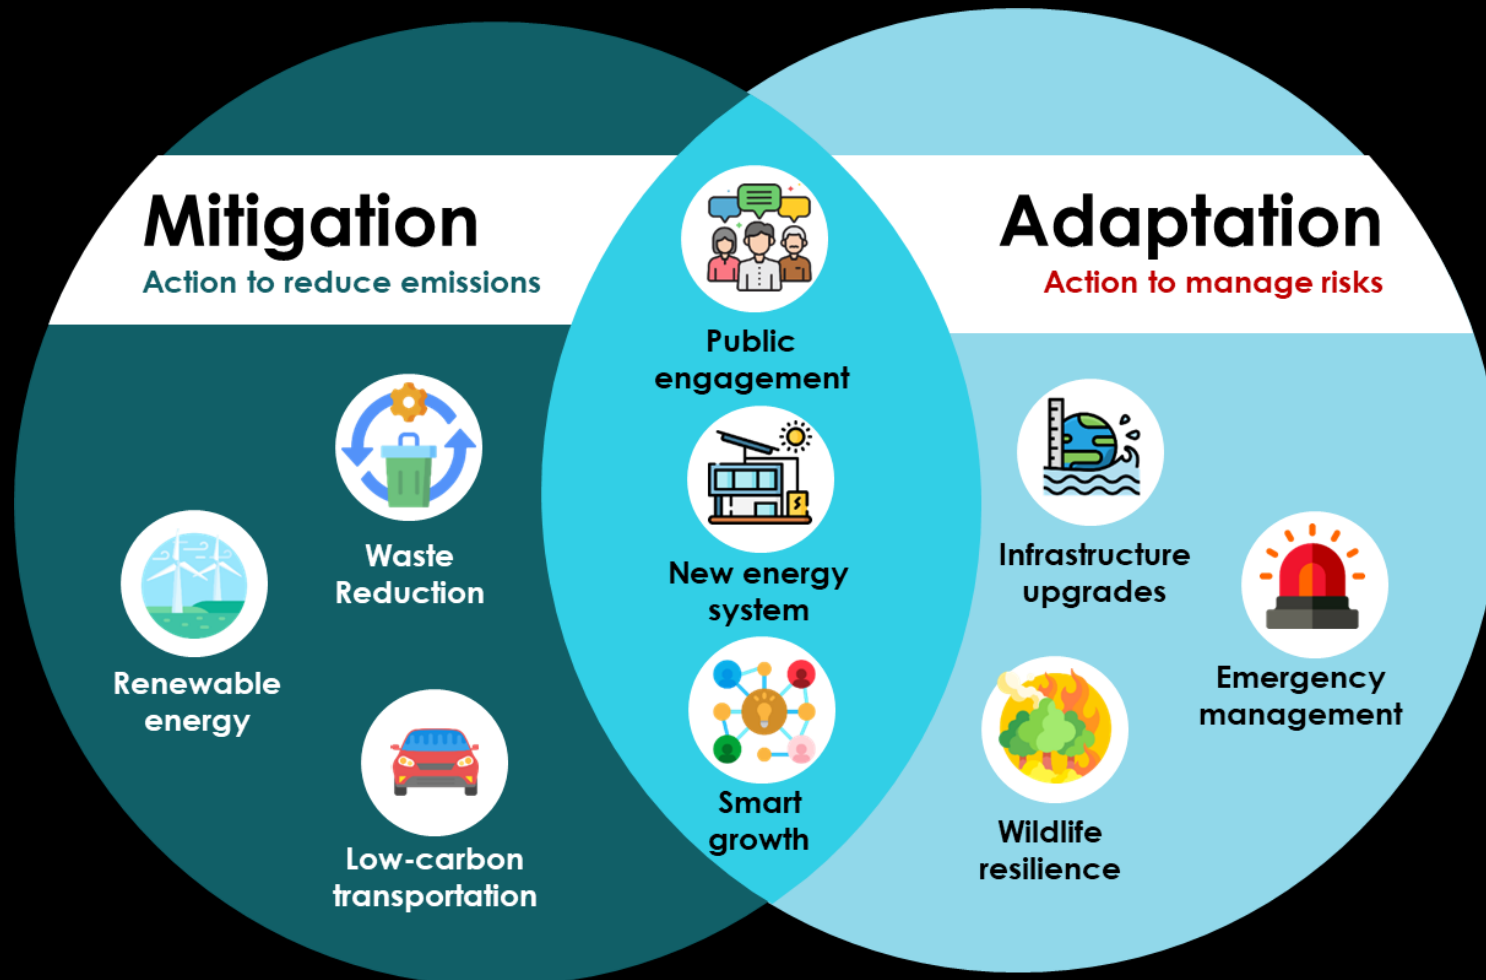 Mitigation
Action to reduce emissions
Waste
Reduction
Renewable
energy
Low-carbon
transportation
Public
engagement
New energy
system
Smart
growth
Adaptation
Action to manage risks
Infrastructure
upgrades
Emergency
management
Wildlife
resilience